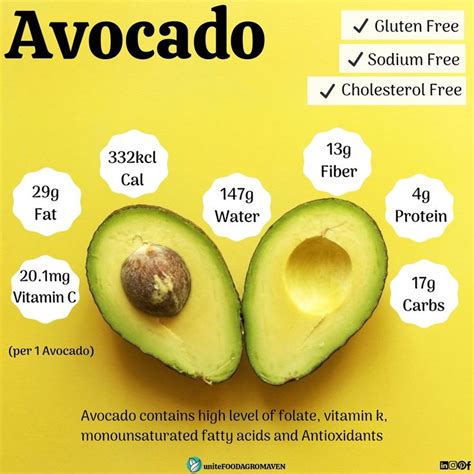 Avocado
✓ Gluten Free
✓ Sodium Free
✓ Cholesterol Free
332kcl
Cal
13g
Fiber
29g
Fat
147g
Water
4g
Protein
20.1mg
Vitamin C
17g
Carbs
(per 1 Avocado)
Avocado contains high level of folate, vitamin k,
monounsaturated fatty acids and Antioxidants
uniteFOODAGROMAVEN